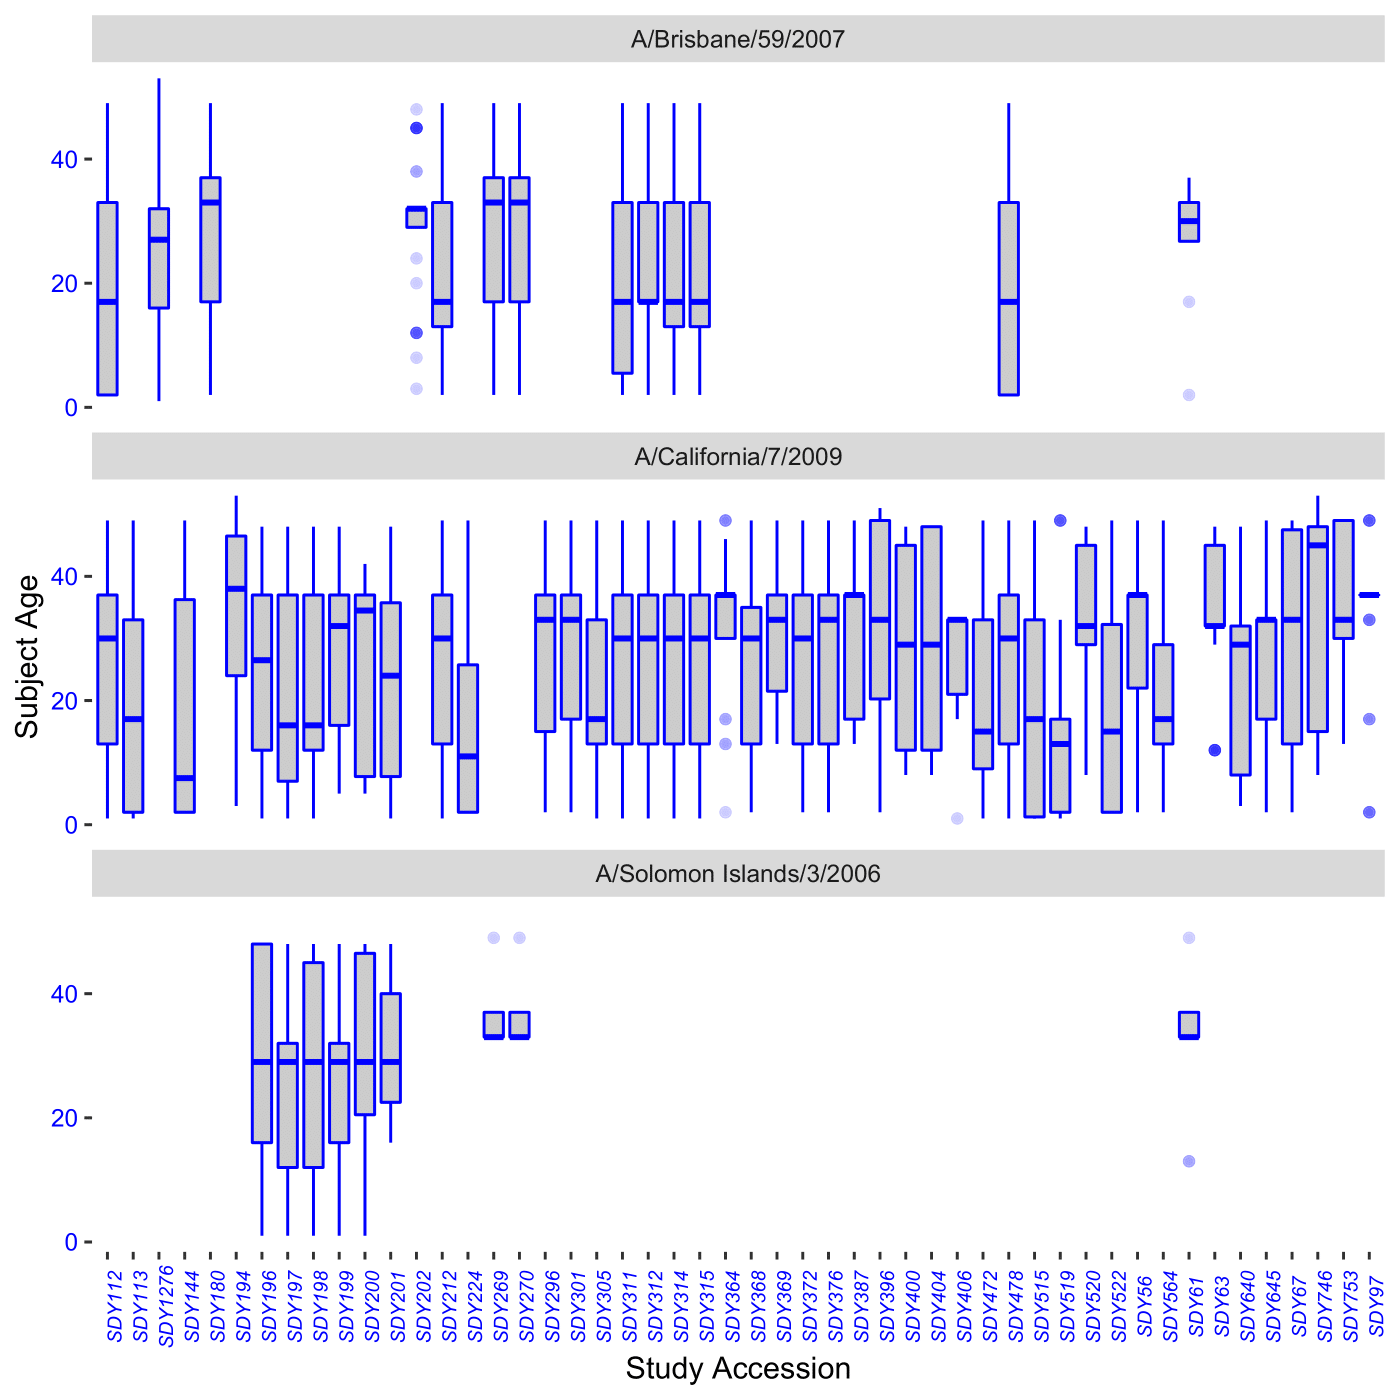 A/Brisbane/59/2007
40
20
0
A/California/7/2009
40
20
0
Subject Age
A/Solomon Islands/3/2006
40
20
0
SDY112
SDY113
SDY1276
SDY144
SDY180
SDY194
SDY196
SDY197
SDY198
SDY199
SDY200
SDY201
SDY202
SDY212
SDY224
SDY269
SDY270
SDY296
SDY301
SDY305
SDY311
SDY312
SDY314
SDY315
SDY364
SDY368
SDY369
SDY372
SDY376
SDY387
SDY396
SDY400
SDY404
SDY406
SDY472
SDY478
SDY515
SDY519
SDY520
SDY522
SDY56
SDY564
SDY61
SDY63
SDY640
SDY645
SDY67
SDY746
SDY753
SDY97
Study Accession